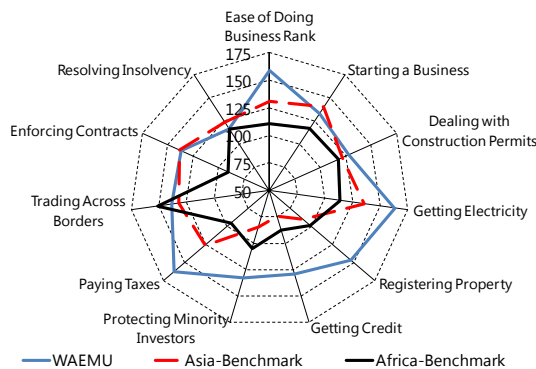 Ease of Doing
Business Rank
175
150
125
100
75
50
Starting a Business
Dealing with
Construction Permits
Getting Electricity
Registering Property
Getting Credit
Protecting Minority
Investors
Paying Taxes
Trading Across
Borders
Enforcing Contracts
Resolving Insolvency
WAEMU
Asia-Benchmark
Africa-Benchmark